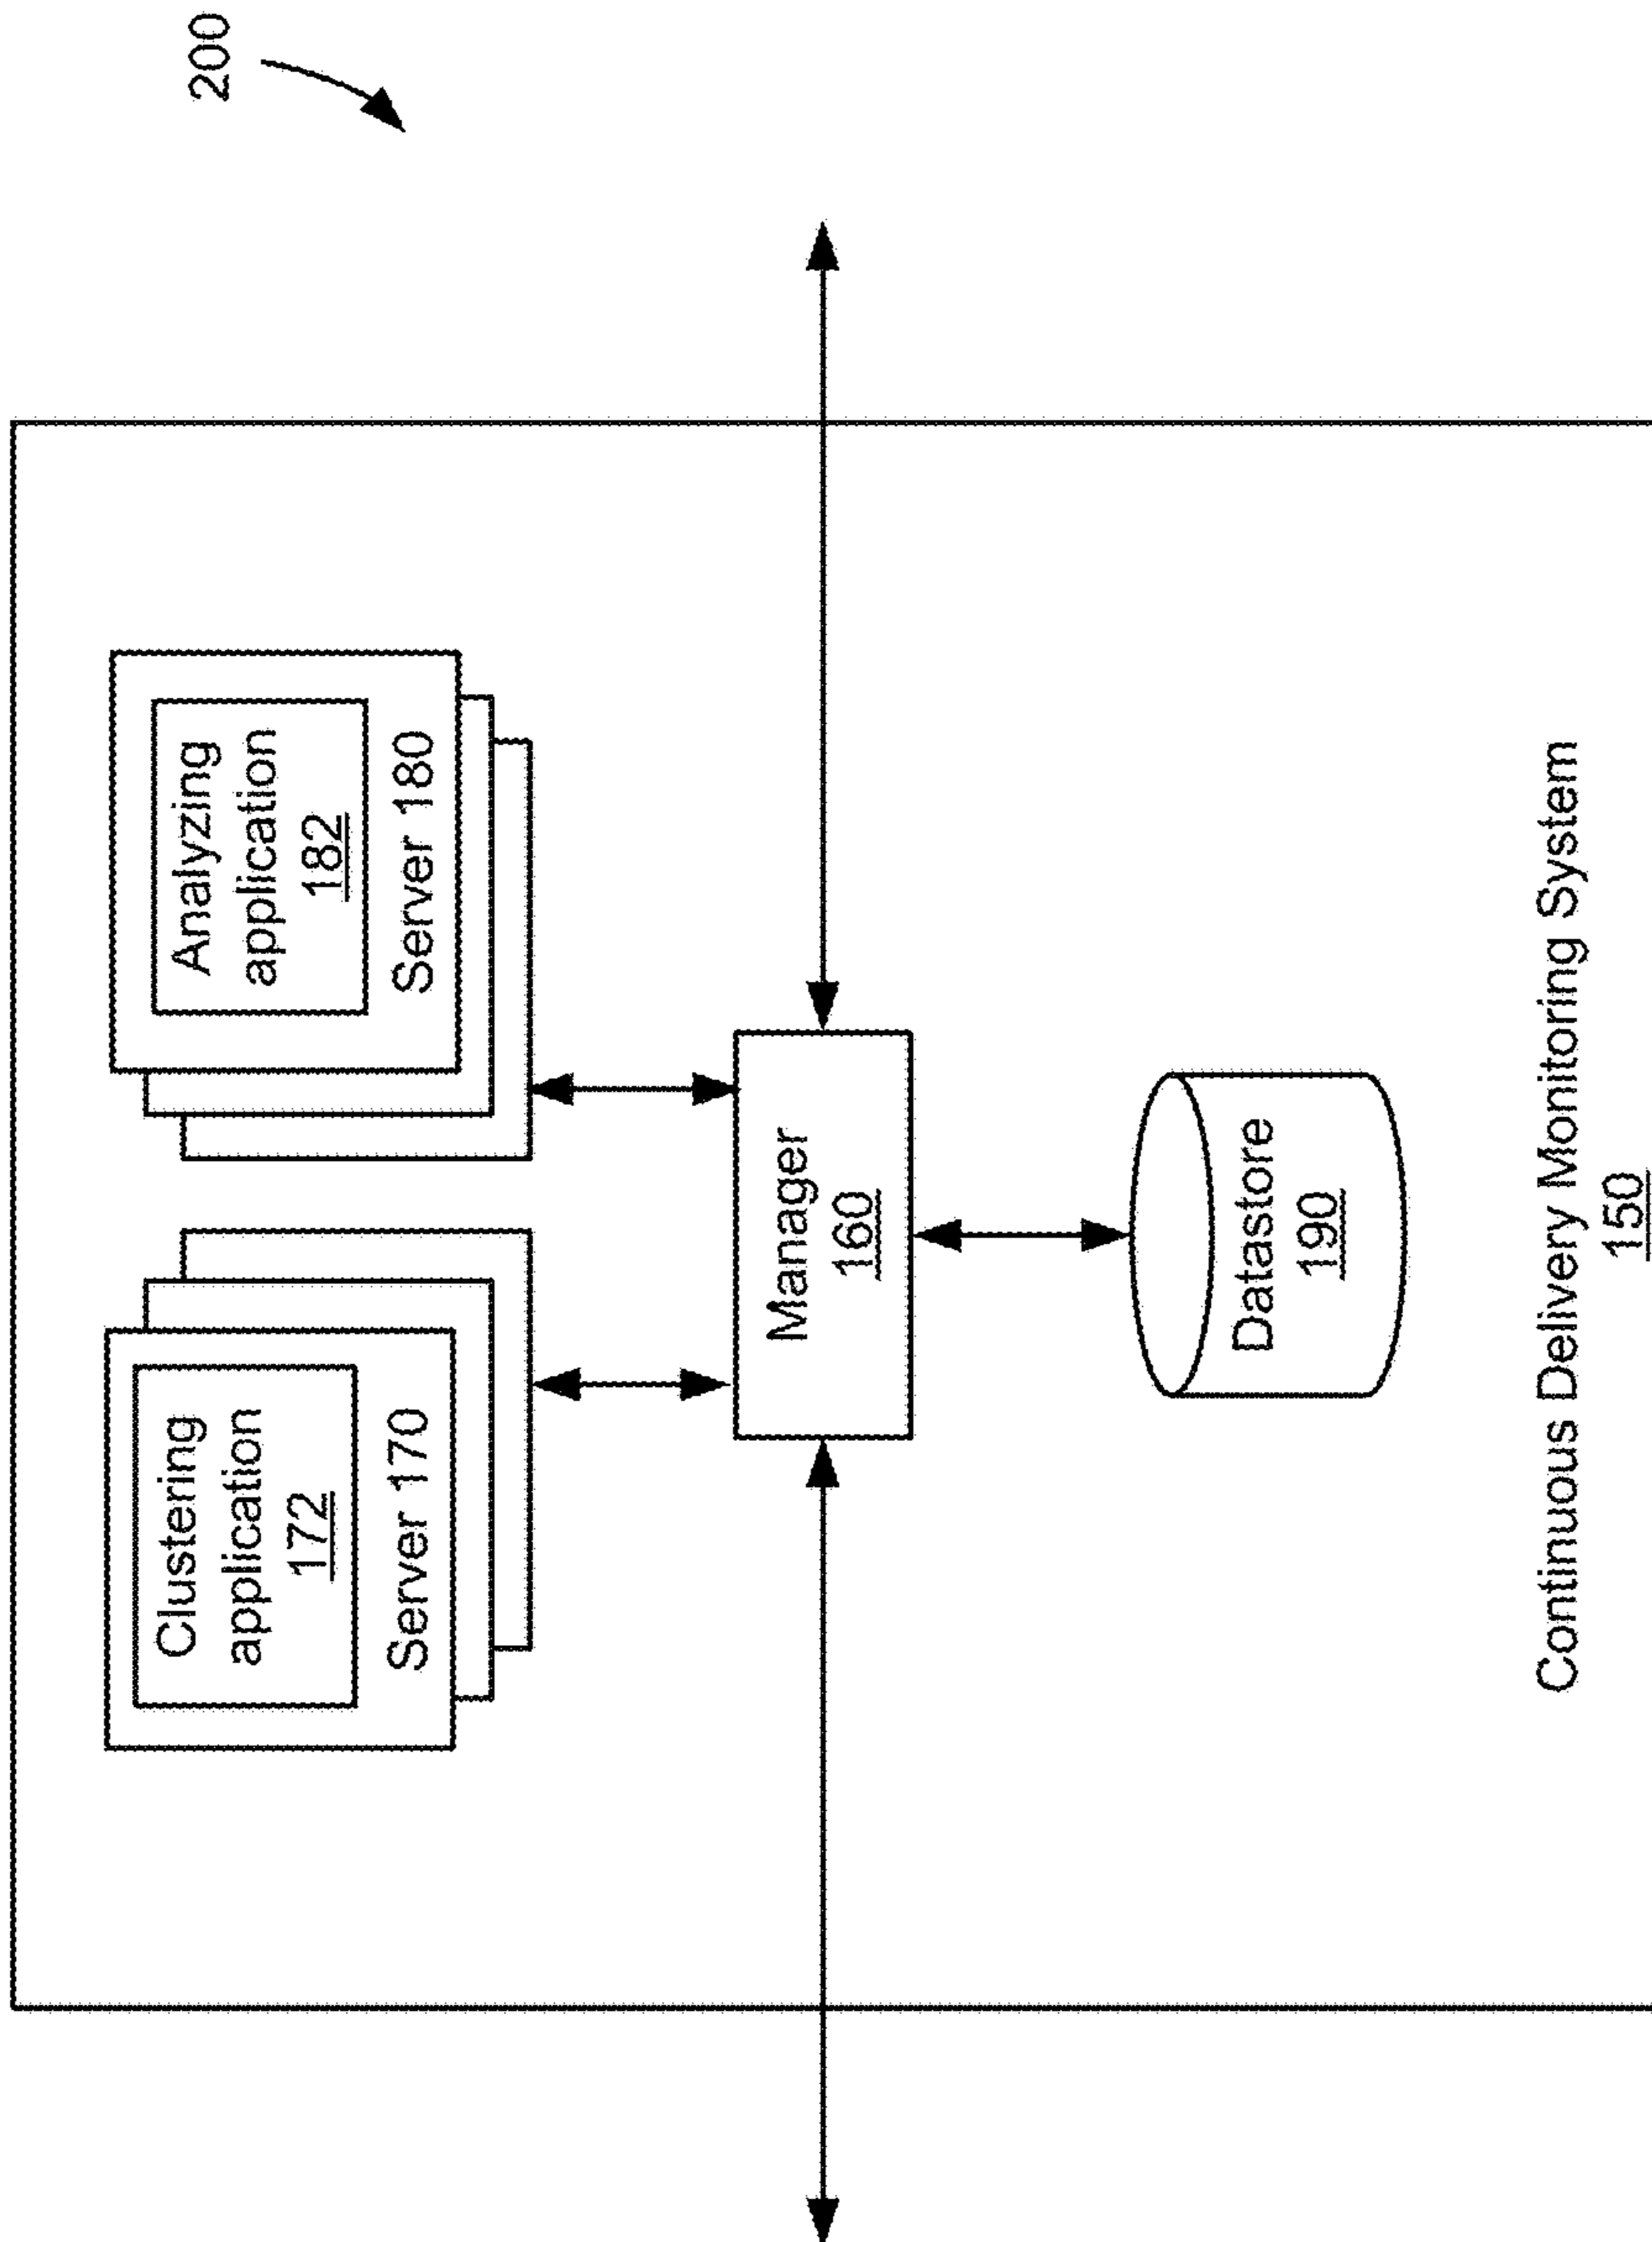 200
Clustering
application
172
Server 170
Analyzing
application
182
Server 180
Manager
160
Datastore
190
Continuous Delivery Monitoring System
150